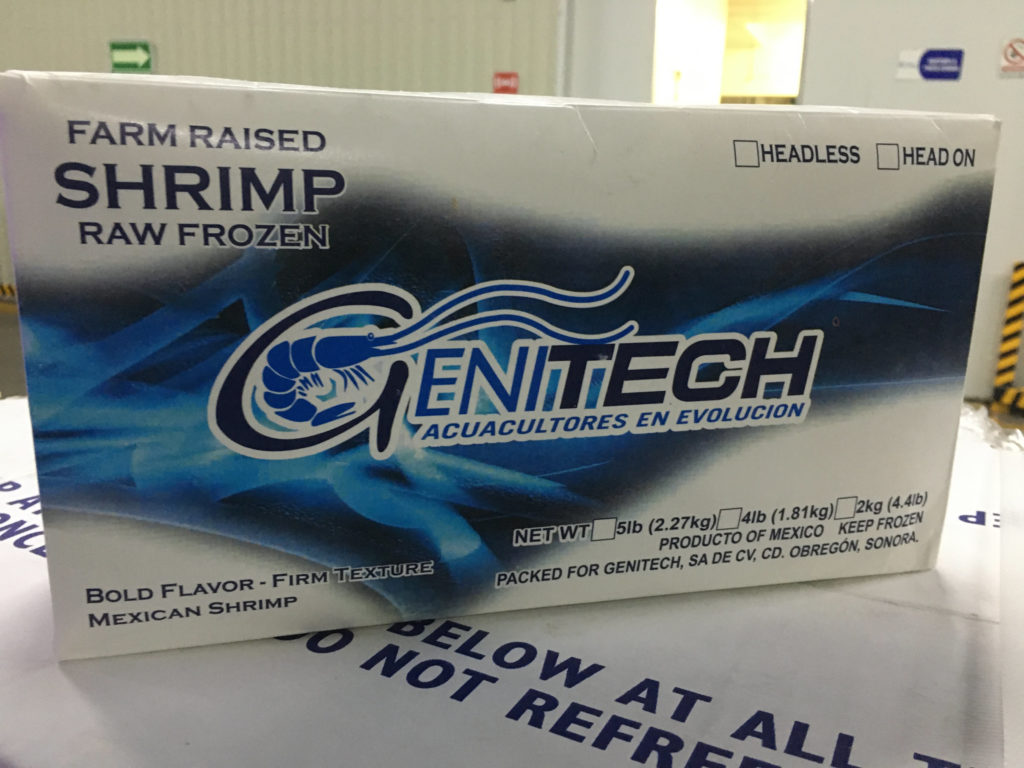 FARM RAISED
SHRIMP
RAW FROZEN
HEADLESS HEAD ON
GENITECH
ACUACULTORES EN EVOLUCION
NET WT 5lb (2.27kg) 4lb (1.81kg) 2kg (4.4lb)
PRODUCTO OF MEXICO KEEP FROZEN
PACKED FOR GENITECH, SA DE CV, CD. OBREGÓN, SONORA.
BOLD FLAVOR - FIRM TEXTURE
MEXICAN SHRIMP
BELOW AT ALL
DO NOT